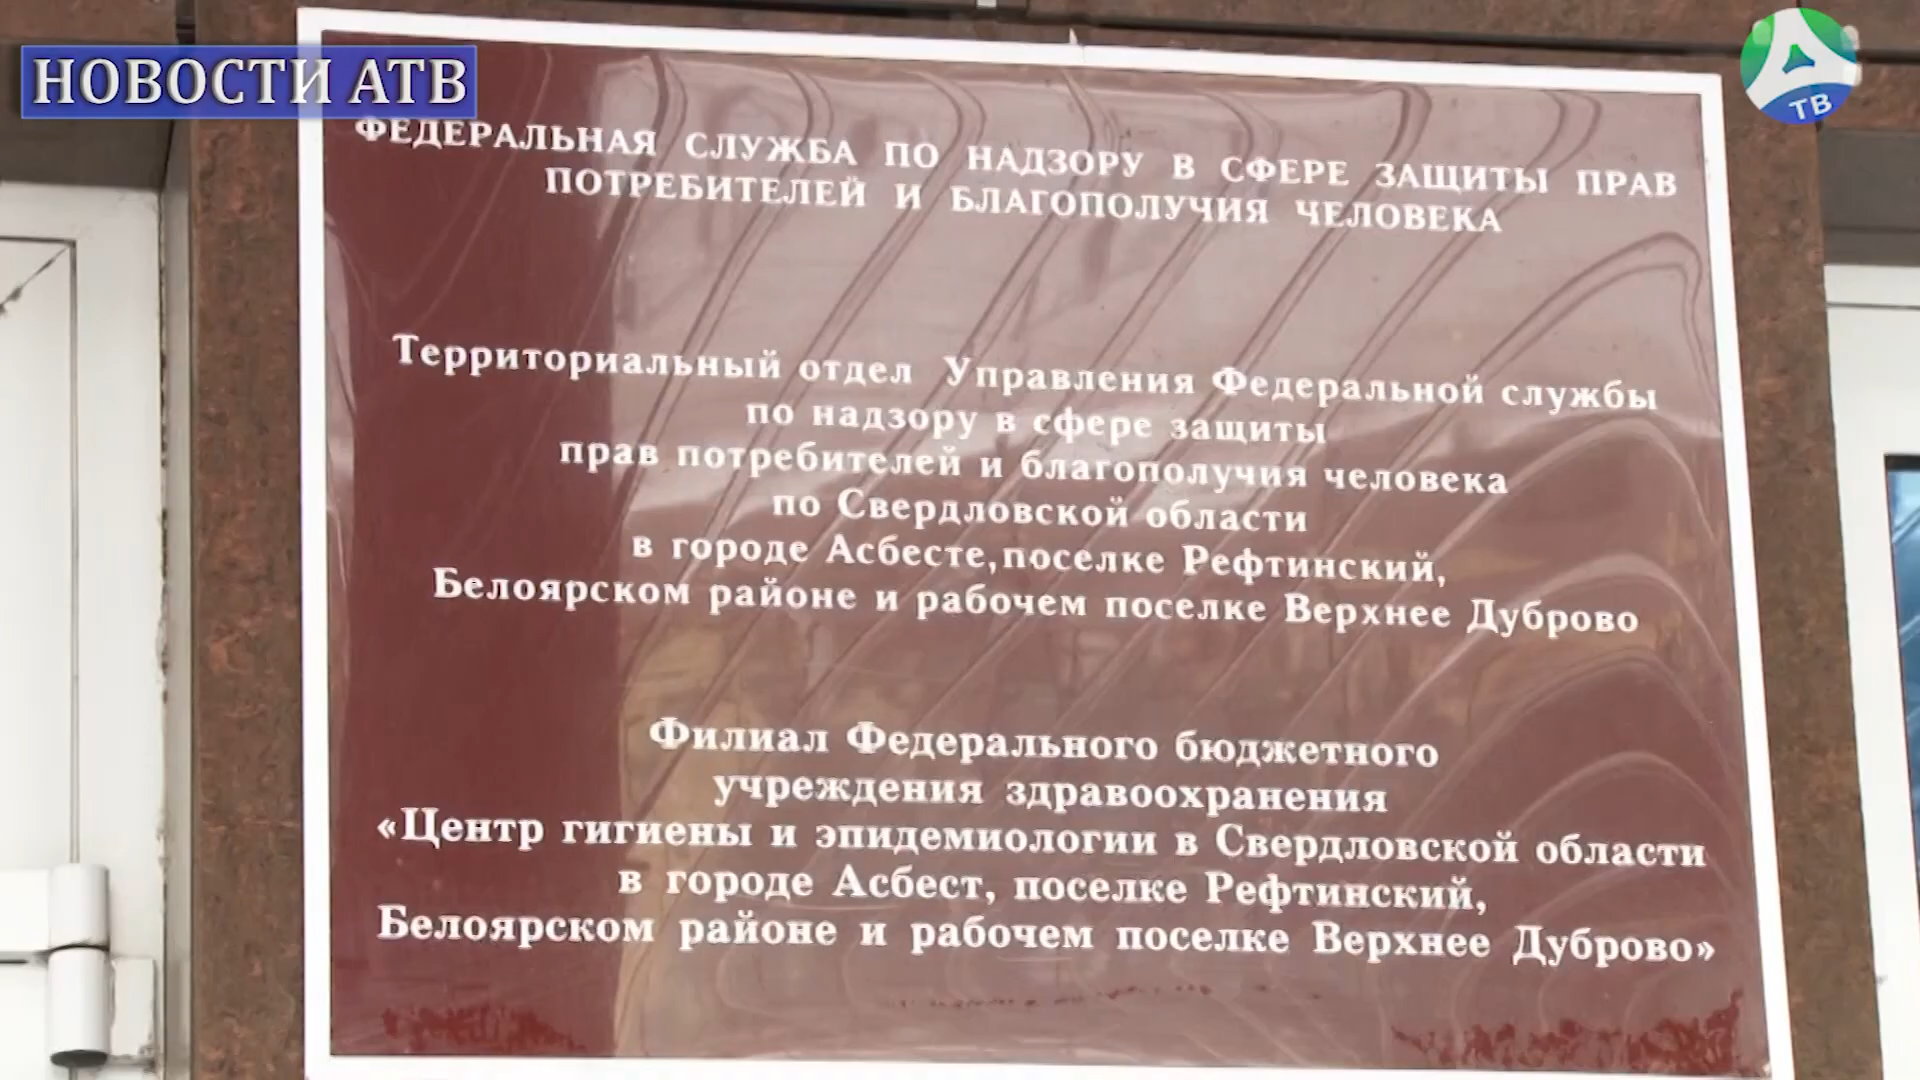 НОВОСТИ АТВ
ТВ
ФЕДЕРАЛЬНАЯ СЛУЖБА ПО НАДЗОРУ В СФЕРЕ ЗАЩИТЫ ПРАВ
ПОТРЕБИТЕЛЕЙ И БЛАГОПОЛУЧИЯ ЧЕЛОВЕКА
Территориальный отдел Управления Федеральной службы
по надзору в сфере защиты
прав потребителей и благополучия человека
по Свердловской области
в городе Асбесте,поселке Рефтинский,
Белоярском районе и рабочем поселке Верхнее Дуброво
Филиал Федерального бюджетного
учреждения здравоохранения
«Центр гигиены и эпидемиологии в Свердловской области
в городе Асбест, поселке Рефтинский,
Белоярском районе и рабочем поселке Верхнее Дуброво»